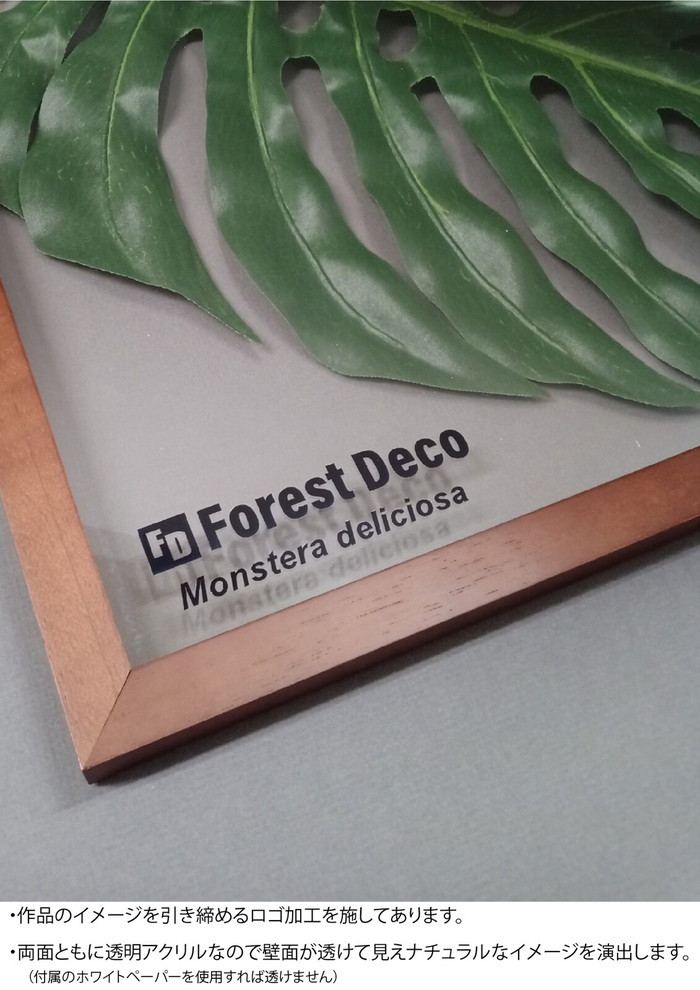 FD Forest Deco
Monstera deliciosa
・作品のイメージを引き締めるロゴ加工を施してあります。
・両面ともに透明アクリルなので壁面が透けて見えナチュラルなイメージを演出します。
（付属のホワイトペーパーを使用すれば透けません）